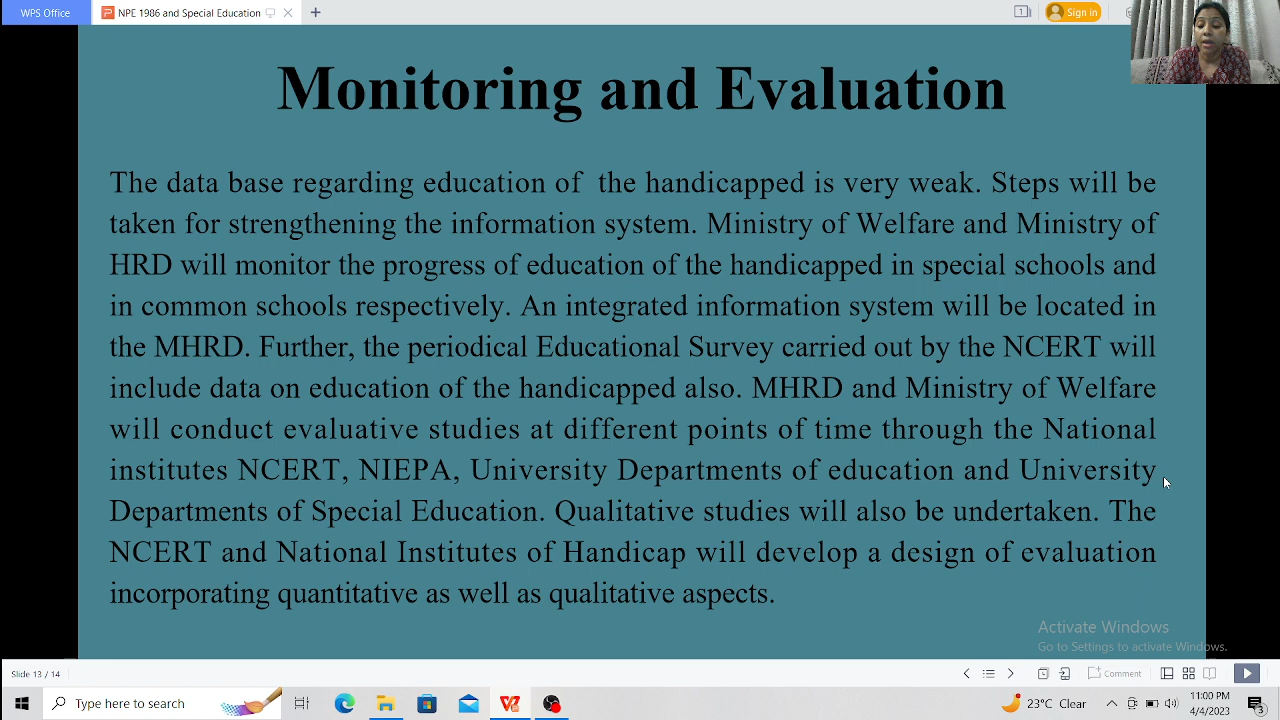 WPS Office
NPE 1986 and Special Education
Sign in
Monitoring and Evaluation
The data base regarding education of the handicapped is very weak. Steps will be
taken for strengthening the information system. Ministry of Welfare and Ministry of
HRD will monitor the progress of education of the handicapped in special schools and
in common schools respectively. An integrated information system will be located in
the MHRD. Further, the periodical Educational Survey carried out by the NCERT will
include data on education of the handicapped also. MHRD and Ministry of Welfare
will conduct evaluative studies at different points of time through the National
institutes NCERT, NIEPA, University Departments of education and University
Departments of Special Education. Qualitative studies will also be undertaken. The
NCERT and National Institutes of Handicap will develop a design of evaluation
incorporating quantitative as well as qualitative aspects.
Activate Windows
Go to Settings to activate Windows.
Slide 13 / 14
Comment
Type here to search
23°C Clear
11:00 PM
4/4/2023